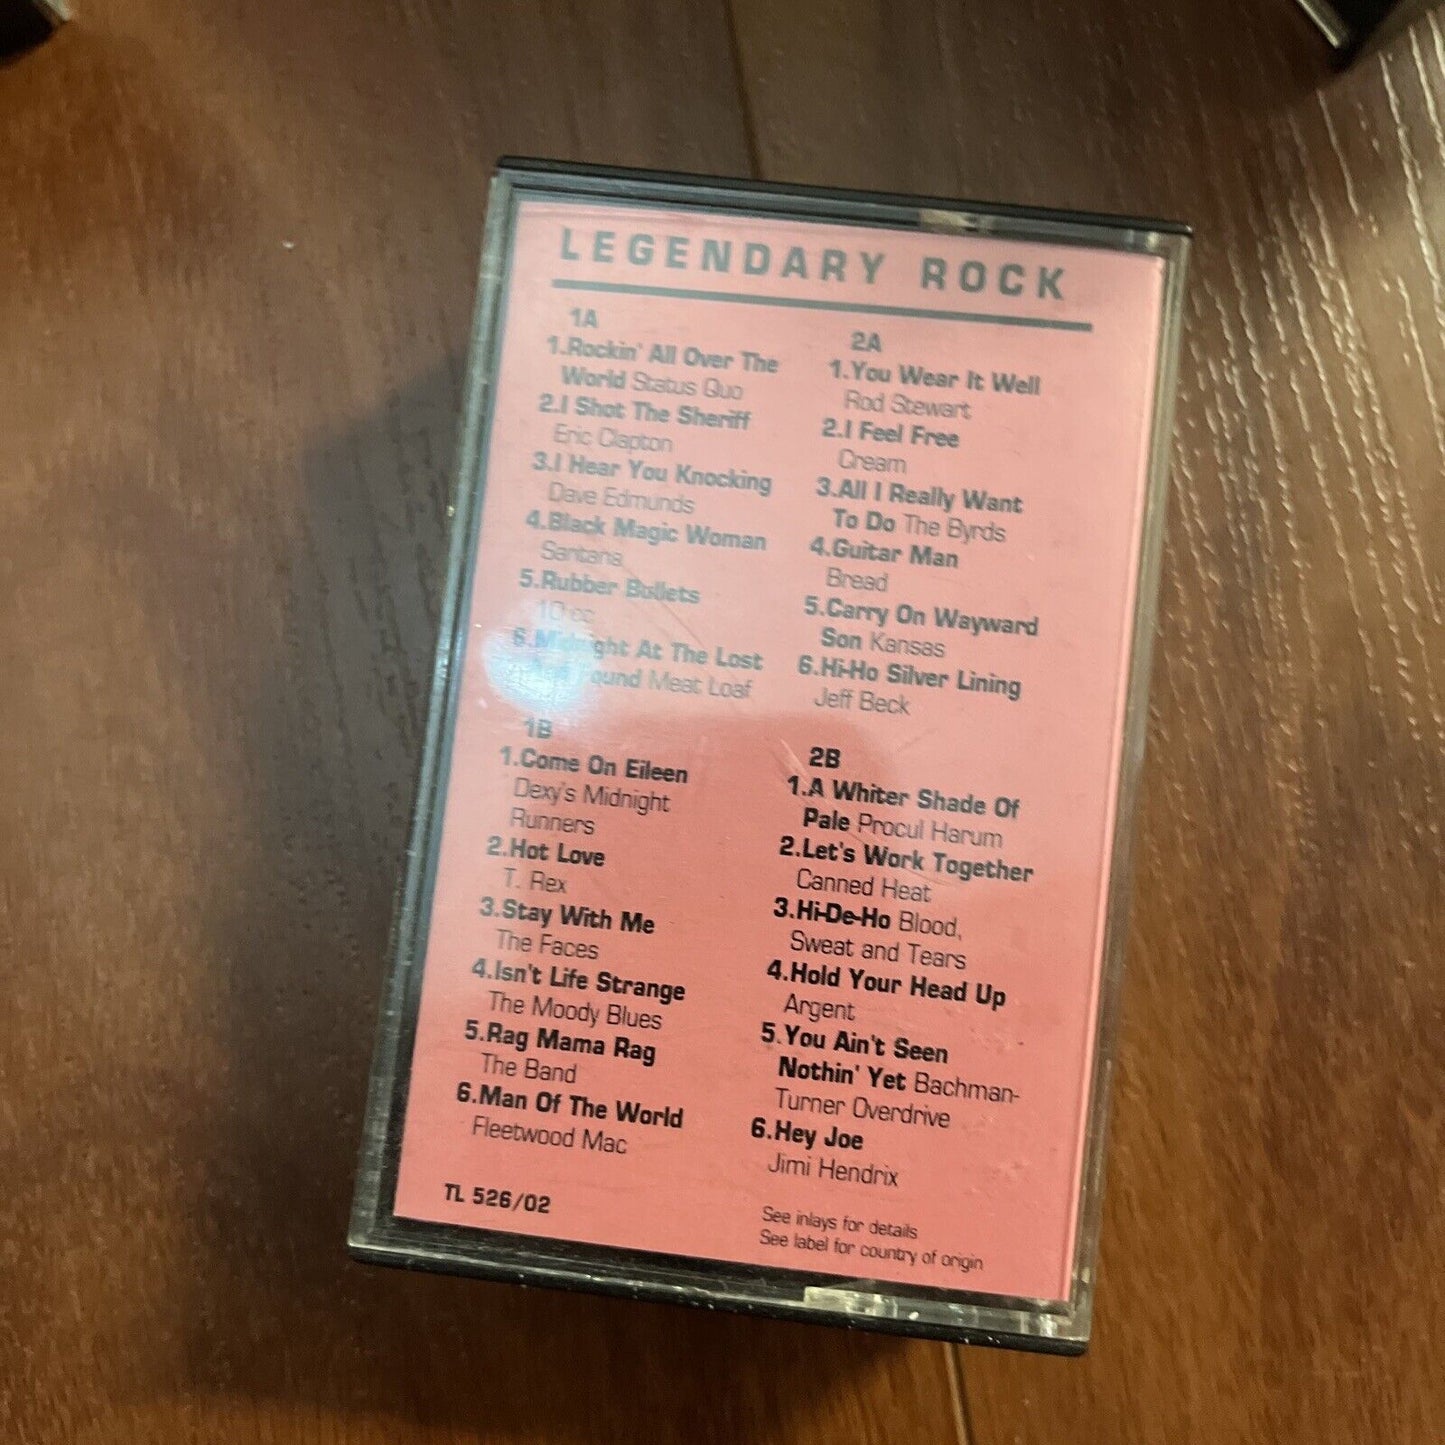 LEGENDARY ROCK
1A
1.Rockin' All Over The
World Status Quo
2.I Shot The Sheriff
Eric Clapton
3.I Hear You Knocking
Dave Edmunds
4.Black Magic Woman
Santana
5.Rubber Bullets
10 cc
6.Midnight At The Lost
And Found Meat Loaf
1B
1.Come On Eileen
Dexy's Midnight
Runners
2.Hot Love
T. Rex
3.Stay With Me
The Faces
4.Isn't Life Strange
The Moody Blues
5.Rag Mama Rag
The Band
6.Man Of The World
Fleetwood Mac
TL 526/02
2A
1.You Wear It Well
Rod Stewart
2.I Feel Free
Cream
3.All I Really Want
To Do The Byrds
4.Guitar Man
Bread
5.Carry On Wayward
Son Kansas
6.Hi-Ho Silver Lining
Jeff Beck
2B
1.A Whiter Shade Of
Pale Procul Harum
2.Let's Work Together
Canned Heat
3.Hi-De-Ho Blood,
Sweat and Tears
4.Hold Your Head Up
Argent
5.You Ain't Seen
Nothin' Yet Bachman-
Turner Overdrive
6.Hey Joe
Jimi Hendrix
See inlays for details
See label for country of origin